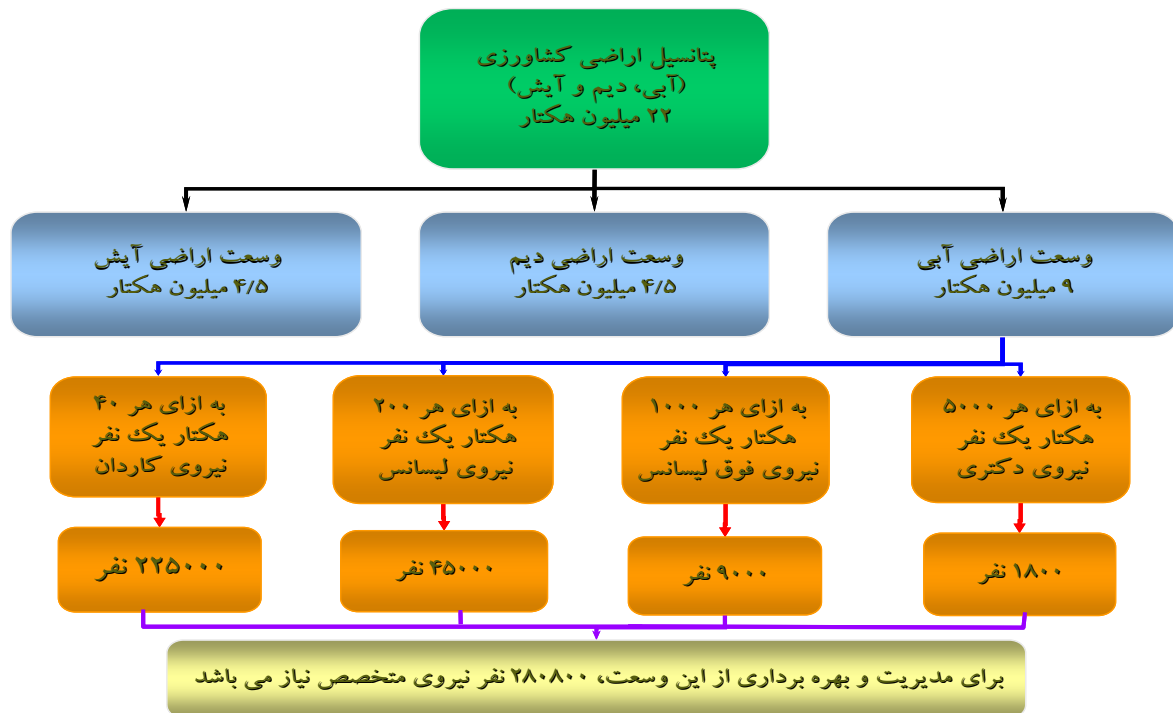 پتانسیل اراضی کشاورزی
(آبی، دیم و آیش)
۲۲ میلیون هکتار
وسعت اراضی آبی
۹ میلیون هکتار
وسعت اراضی دیم
۴/۵ میلیون هکتار
وسعت اراضی آیش
۴/۵ میلیون هکتار
به ازای هر ۵۰۰۰
هکتار یک نفر
نیروی دکتری
به ازای هر ۱۰۰۰
هکتار یک نفر
نیروی فوق لیسانس
به ازای هر ۲۰۰
هکتار یک نفر
نیروی لیسانس
به ازای هر ۴۰
هکتار یک نفر
نیروی کاردان
۱۸۰۰ نفر
۹۰۰۰ نفر
۴۵۰۰۰ نفر
۲۲۵۰۰۰ نفر
برای مدیریت و بهره برداری از این وسعت، ۲۸۰۸۰۰ نفر نیروی متخصص نیاز می باشد